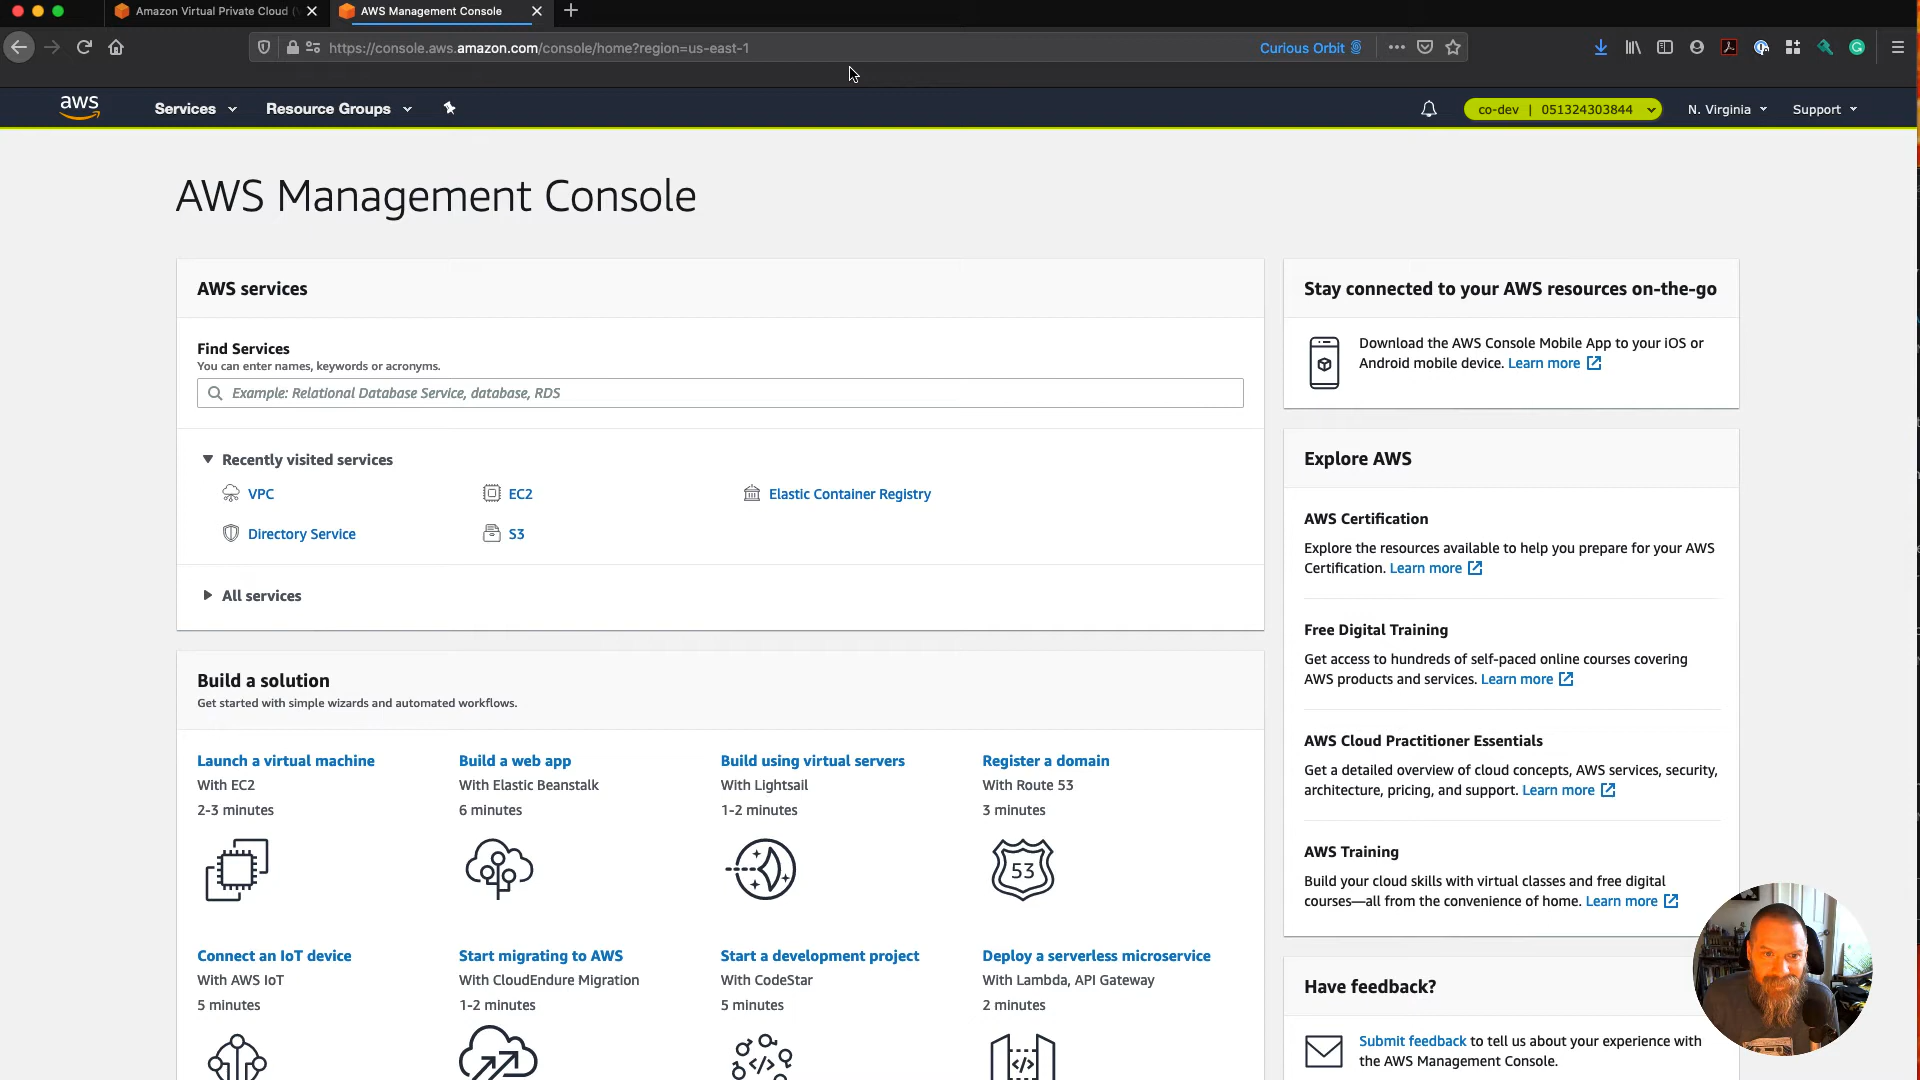 Amazon Virtual Private Cloud (
AWS Management Console
https://console.aws.amazon.com/console/home?region=us-east-1
Curious Orbit
aws
Services
Resource Groups
co-dev | 051324303844
N. Virginia
Support
AWS Management Console
AWS services
Find Services
You can enter names, keywords or acronyms.
Example: Relational Database Service, database, RDS
Recently visited services
VPC
EC2
Elastic Container Registry
Directory Service
S3
All services
Build a solution
Get started with simple wizards and automated workflows.
Launch a virtual machine
With EC2
2-3 minutes
Build a web app
With Elastic Beanstalk
6 minutes
Build using virtual servers
With Lightsail
1-2 minutes
Register a domain
With Route 53
3 minutes
53
Connect an IoT device
With AWS IoT
5 minutes
Start migrating to AWS
With CloudEndure Migration
1-2 minutes
Start a development project
With CodeStar
5 minutes
Deploy a serverless microservice
With Lambda, API Gateway
2 minutes
Stay connected to your AWS resources on-the-go
Download the AWS Console Mobile App to your iOS or
Android mobile device. Learn more
Explore AWS
AWS Certification
Explore the resources available to help you prepare for your AWS
Certification. Learn more
Free Digital Training
Get access to hundreds of self-paced online courses covering
AWS products and services. Learn more
AWS Cloud Practitioner Essentials
Get a detailed overview of cloud concepts, AWS services, security,
architecture, pricing, and support. Learn more
AWS Training
Build your cloud skills with virtual classes and free digital
courses—all from the convenience of home. Learn more
Have feedback?
Submit feedback to tell us about your experience with
the AWS Management Console.